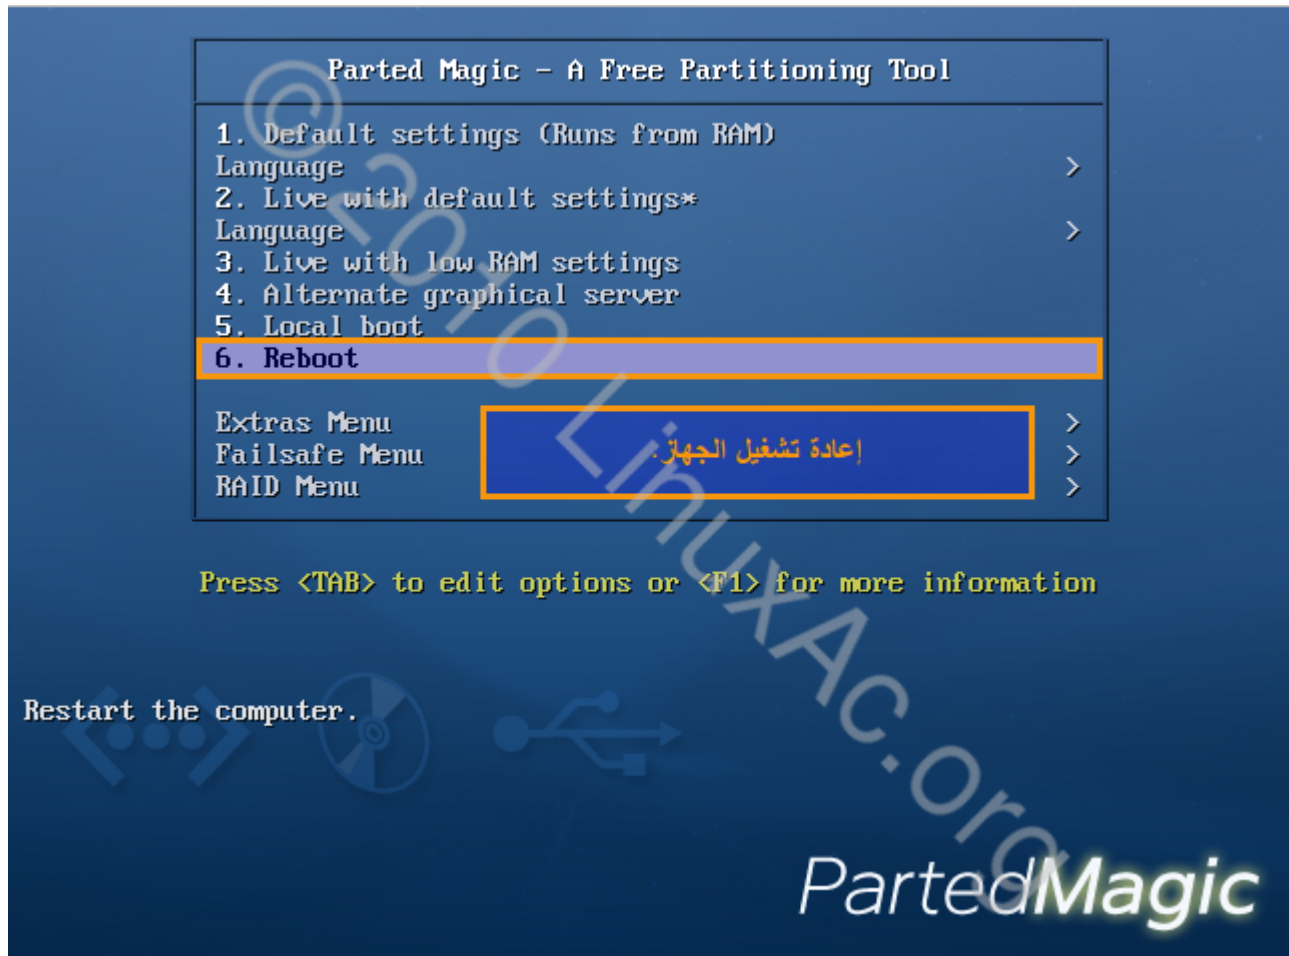 Parted Magic - A Free Partitioning Tool
1. Default settings (Runs from RAM)
Language >
2. Live with default settings*
Language >
3. Live with low RAM settings
4. Alternate graphical server
5. Local boot
6. Reboot
Extras Menu >
Failsafe Menu >
RAID Menu >
إعادة تشغيل الجهاز.
Press <TAB> to edit options or <F1> for more information
Restart the computer.
PartedMagic
© 2010 LinuxAc.org